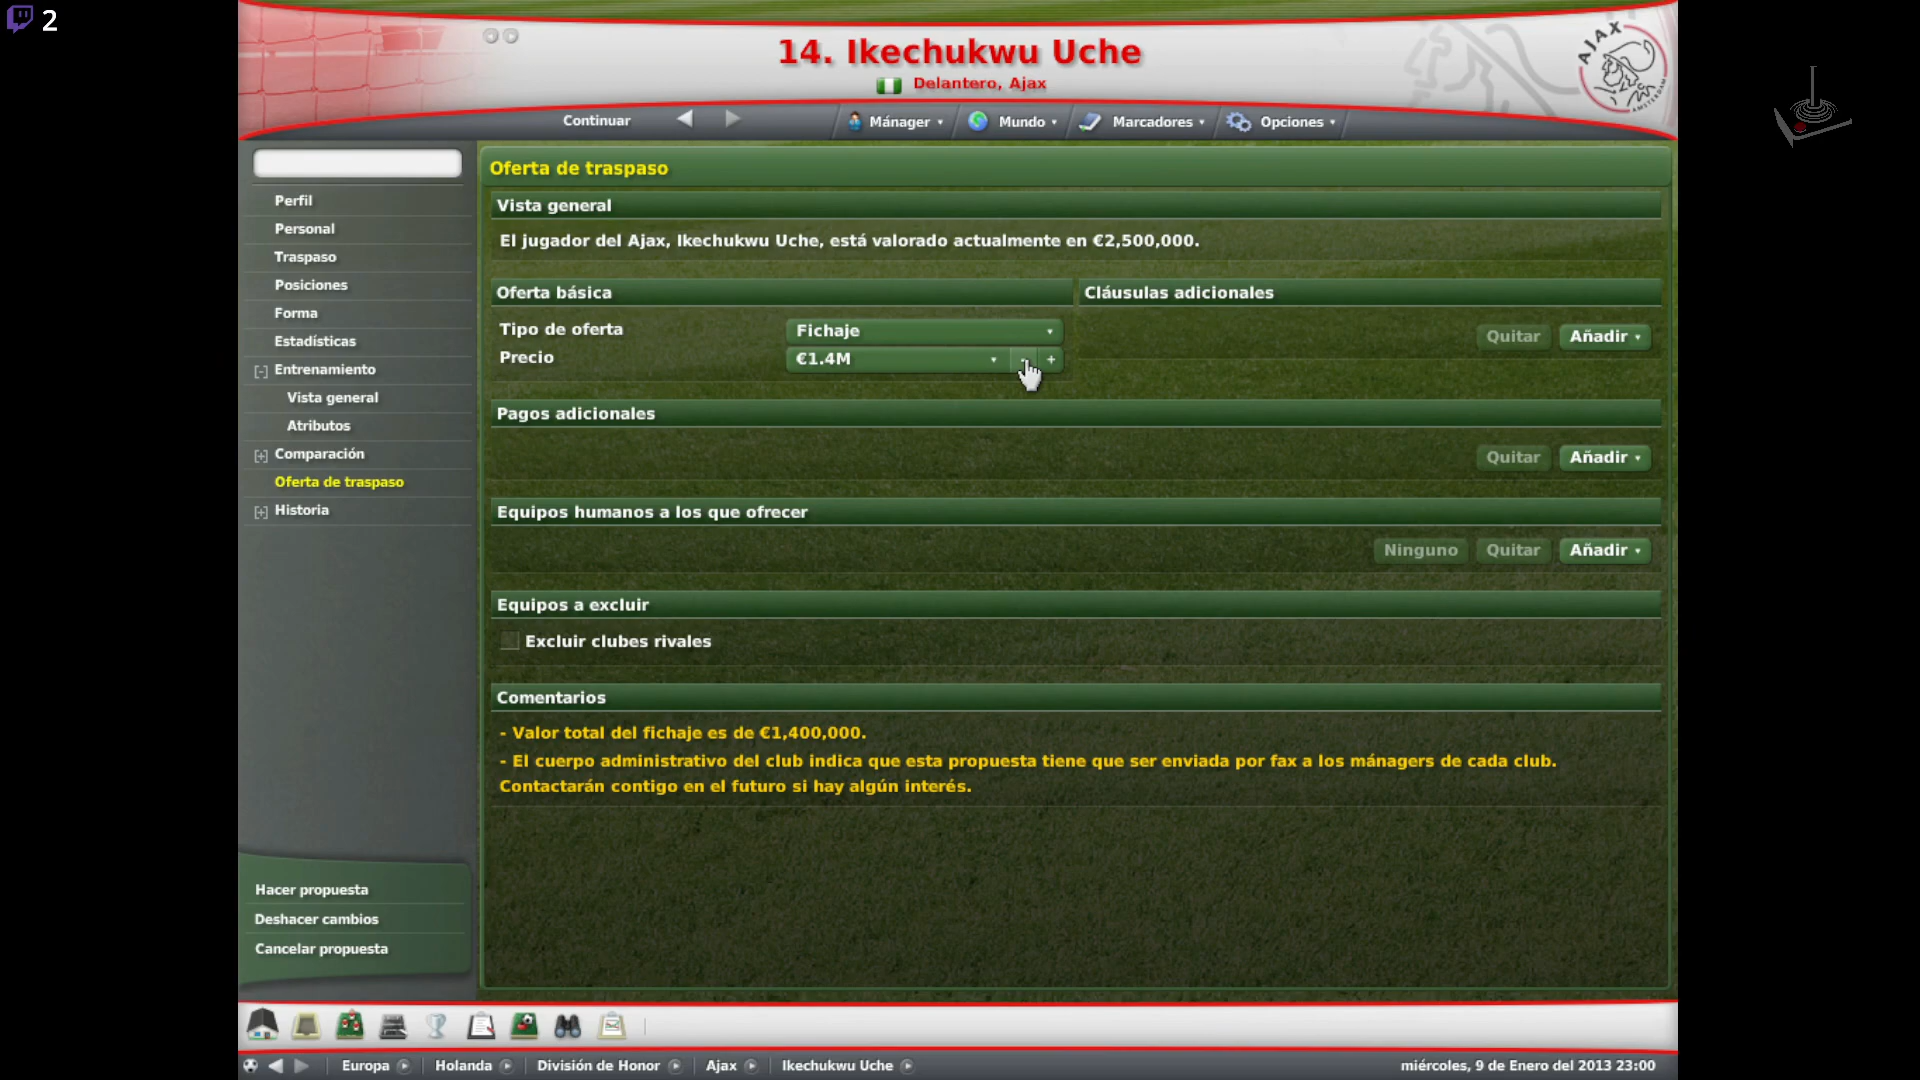 2
14. Ikechukwu Uche
Delantero, Ajax
AJAX
AMSTERDAM
Continuar
Mánager
Mundo
Marcadores
Opciones
Oferta de traspaso
Perfil
Personal
Traspaso
Posiciones
Forma
Estadísticas
[-] Entrenamiento
Vista general
Atributos
[+] Comparación
Oferta de traspaso
[+] Historia
Vista general
El jugador del Ajax, Ikechukwu Uche, está valorado actualmente en €2,500,000.
Oferta básica
Cláusulas adicionales
Tipo de oferta Fichaje
Quitar Añadir
Precio €1.4M - +
Pagos adicionales
Quitar Añadir
Equipos humanos a los que ofrecer
Ninguno Quitar Añadir
Equipos a excluir
Excluir clubes rivales
Comentarios
- Valor total del fichaje es de €1,400,000.
- El cuerpo administrativo del club indica que esta propuesta tiene que ser enviada por fax a los mánagers de cada club.
Contactarán contigo en el futuro si hay algún interés.
Hacer propuesta
Deshacer cambios
Cancelar propuesta
Europa
Holanda
División de Honor
Ajax
Ikechukwu Uche
miércoles, 9 de Enero del 2013 23:00